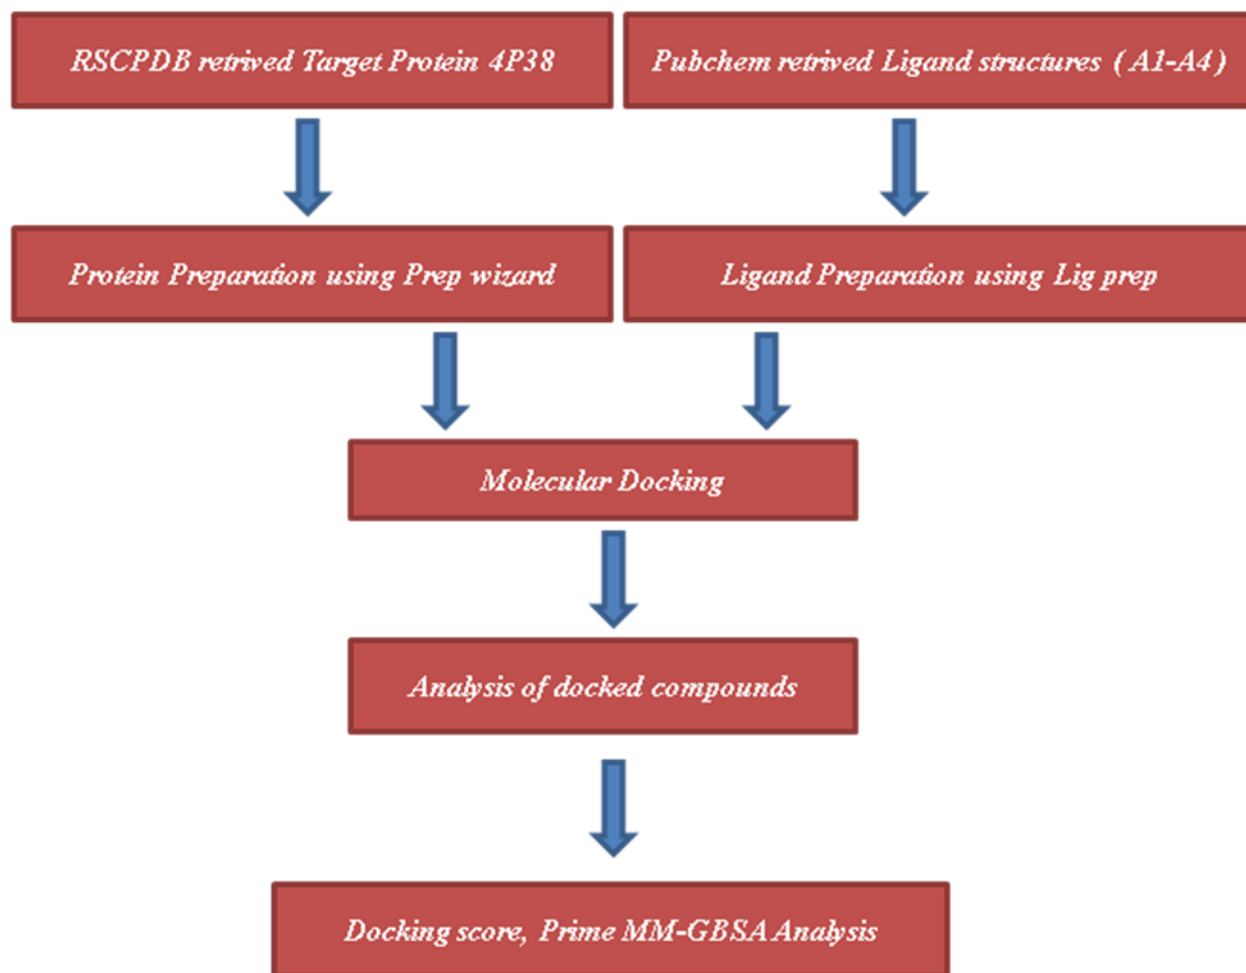 RSCPDB retrived Target Protein 4P38
Pubchem retrived Ligand structures ( A1-A4 )
Protein Preparation using Prep wizard
Ligand Preparation using Lig prep
Molecular Docking
Analysis of docked compounds
Docking score, Prime MM-GBSA Analysis